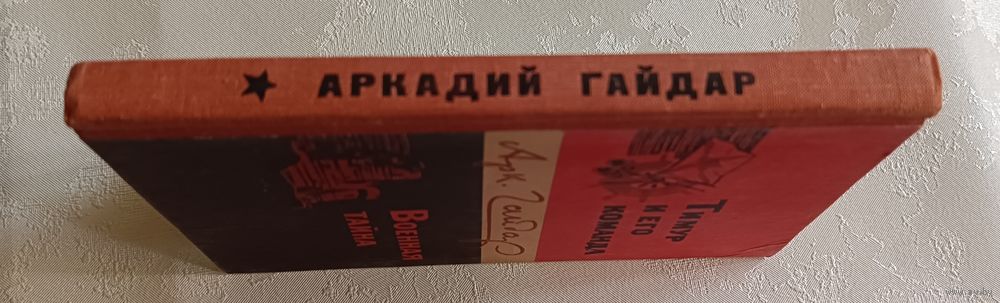 ★ АРКАДИЙ ГАЙДАР
ВОЕННАЯ
ТАЙНА
Арк. Гайдар
ТИМУР
И ЕГО
КОМАНДА